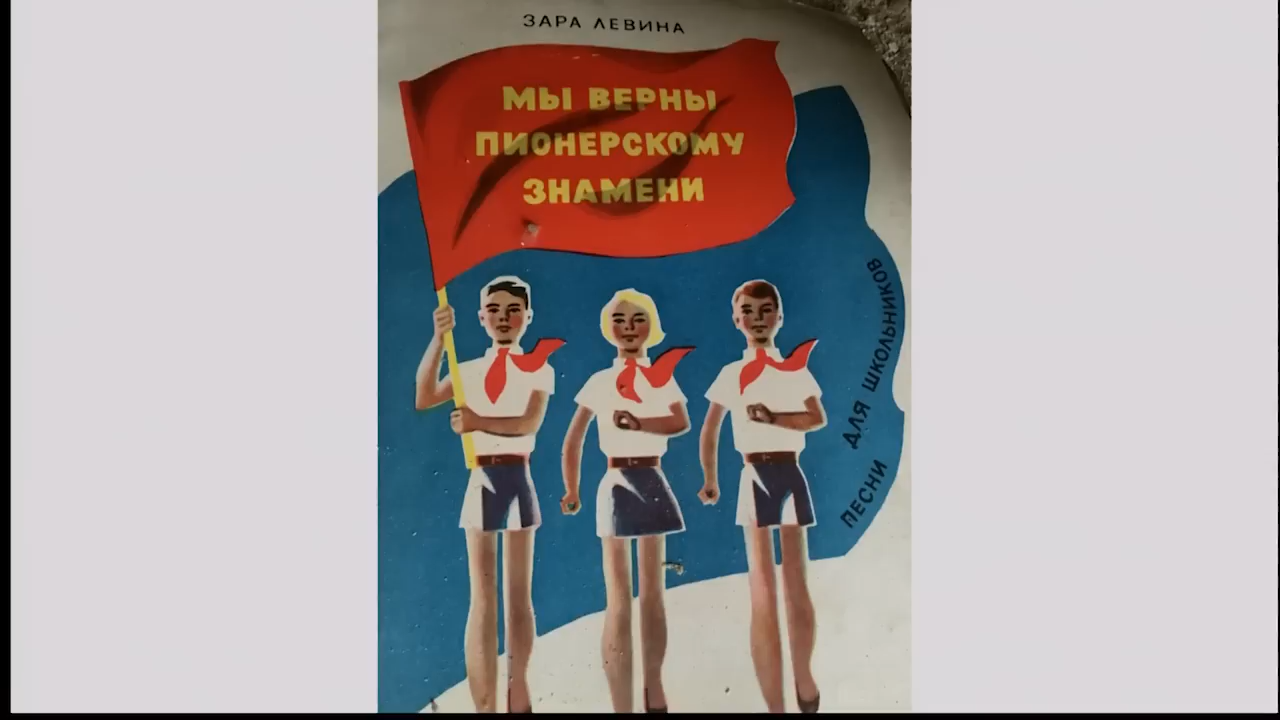 ЗАРА ЛЕВИНА
МЫ ВЕРНЫ
ПИОНЕРСКОМУ
ЗНАМЕНИ
ПЕСНИ ДЛЯ ШКОЛЬНИКОВ